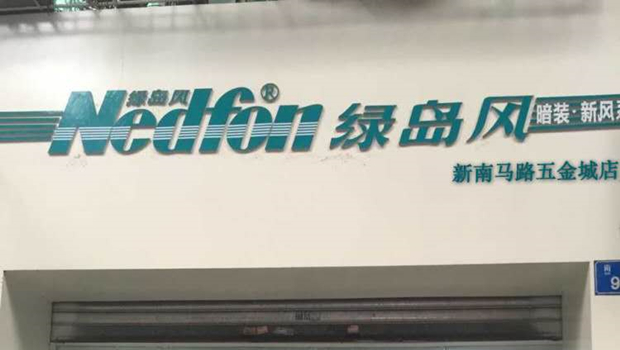 绿岛风
Nedfon® 绿岛风 暗装·新风系
新南马路五金城店
9